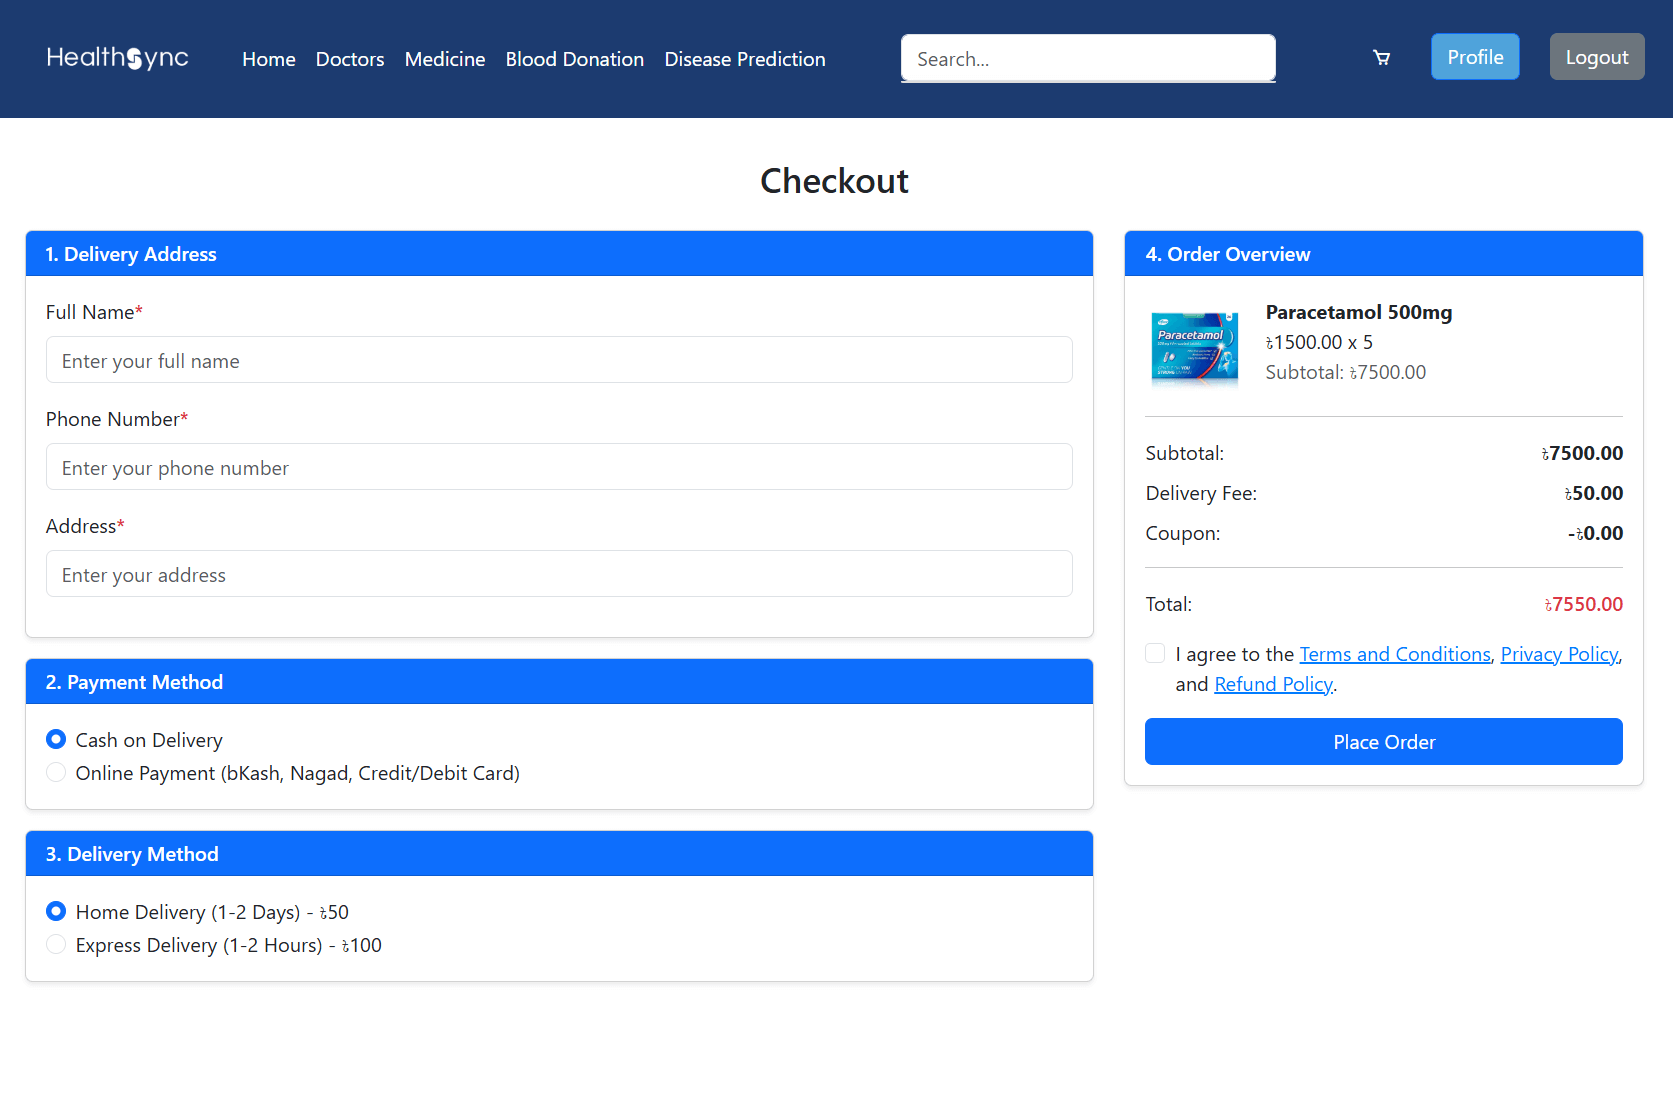 HealthSync
Home Doctors Medicine Blood Donation Disease Prediction
Search...
Profile
Logout
Checkout
1. Delivery Address
Full Name*
Enter your full name
Phone Number*
Enter your phone number
Address*
Enter your address
2. Payment Method
Cash on Delivery
Online Payment (bKash, Nagad, Credit/Debit Card)
3. Delivery Method
Home Delivery (1-2 Days) - ৳50
Express Delivery (1-2 Hours) - ৳100
4. Order Overview
Paracetamol
Paracetamol 500mg
৳1500.00 x 5
Subtotal: ৳7500.00
Subtotal: ৳7500.00
Delivery Fee: ৳50.00
Coupon: -৳0.00
Total: ৳7550.00
I agree to the Terms and Conditions, Privacy Policy,
and Refund Policy.
Place Order